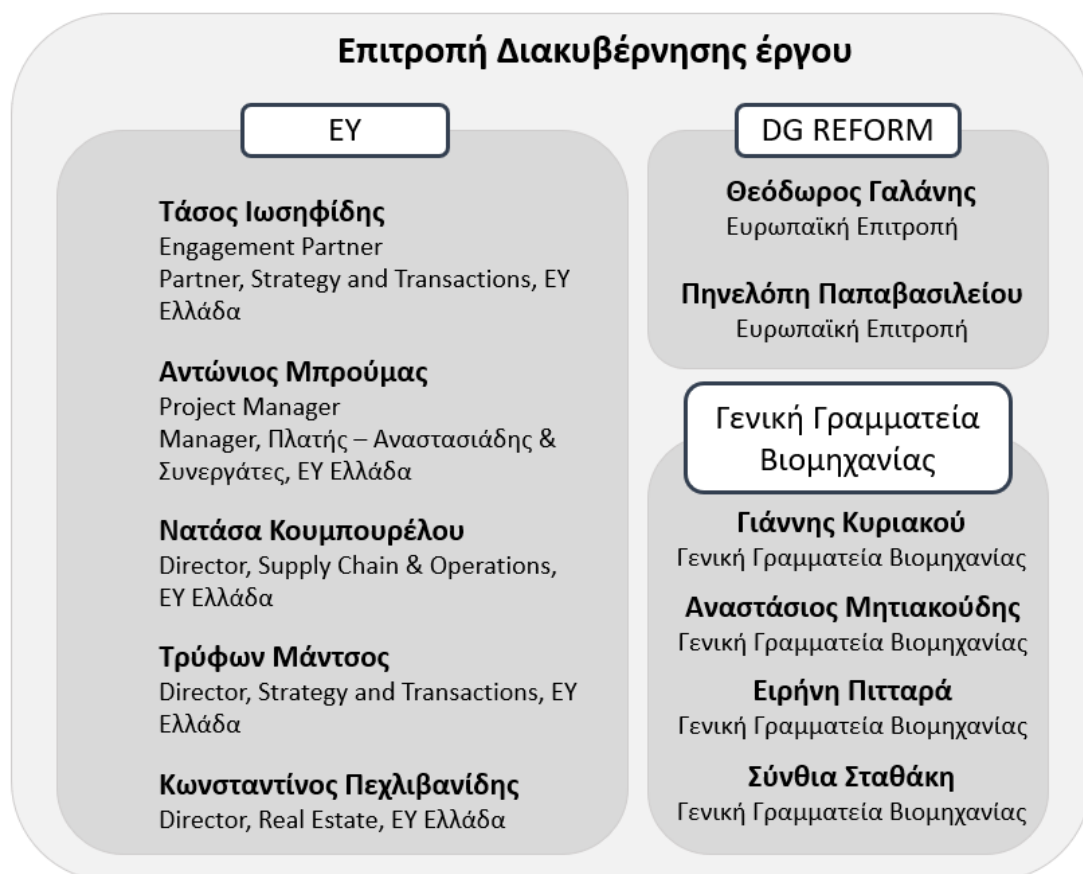 Επιτροπή Διακυβέρνησης έργου
EY
Τάσος Ιωσηφίδης
Engagement Partner
Partner, Strategy and Transactions, EY
Ελλάδα
Αντώνιος Μπρούμας
Project Manager
Manager, Πλατής – Αναστασιάδης &
Συνεργάτες, EY Ελλάδα
Νατάσα Κουμπουρέλου
Director, Supply Chain & Operations,
EY Ελλάδα
Τρύφων Μάντσος
Director, Strategy and Transactions, EY
Ελλάδα
Κωνσταντίνος Πεχλιβανίδης
Director, Real Estate, EY Ελλάδα
DG REFORM
Θεόδωρος Γαλάνης
Ευρωπαϊκή Επιτροπή
Πηνελόπη Παπαβασιλείου
Ευρωπαϊκή Επιτροπή
Γενική Γραμματεία
Βιομηχανίας
Γιάννης Κυριακού
Γενική Γραμματεία Βιομηχανίας
Αναστάσιος Μητιακούδης
Γενική Γραμματεία Βιομηχανίας
Ειρήνη Πιτταρά
Γενική Γραμματεία Βιομηχανίας
Σύνθια Σταθάκη
Γενική Γραμματεία Βιομηχανίας